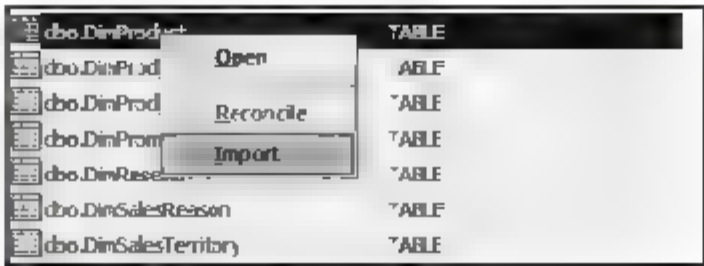 dbo.DimProduct TABLE
Open
dbo.DimProd TABLE
dbo.DimProd TABLE
Reconcile
dbo.DimProm TABLE
Import
dbo.DimResel TABLE
dbo.DimSalesReason TABLE
dbo.DimSalesTerritory TABLE